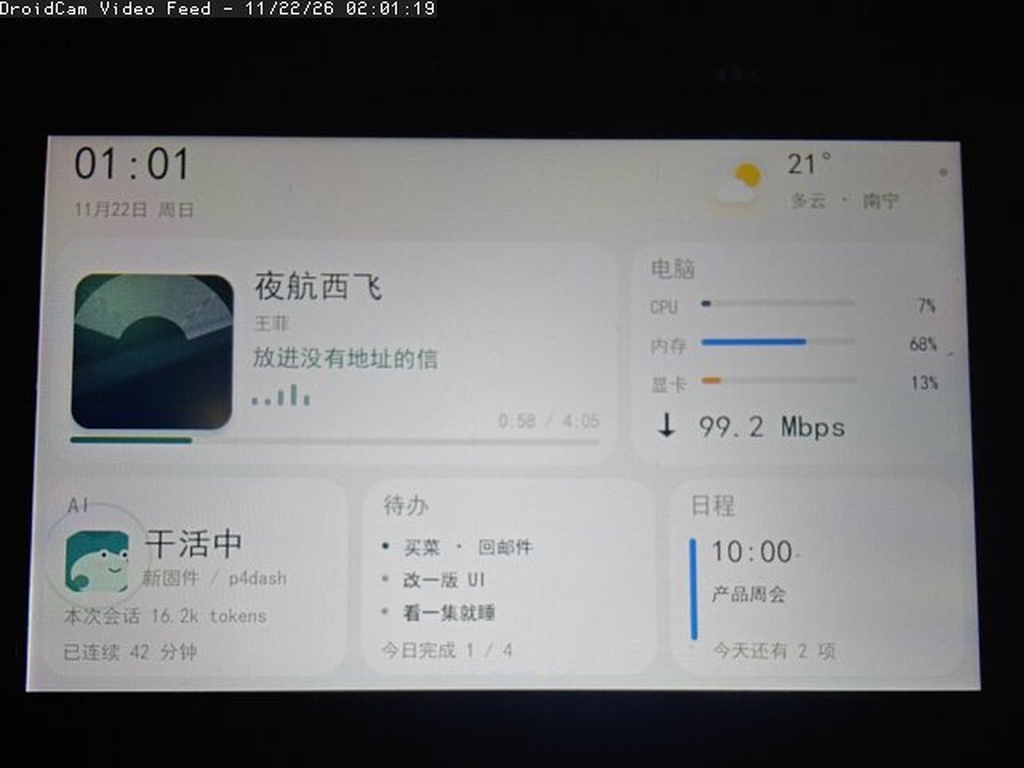 DroidCam Video Feed - 11/22/26 02:01:19
01:01
11月22日 周日
21°
多云 · 南宁
夜航西飞
王菲
放进没有地址的信
0:58 / 4:05
电脑
CPU 7%
内存 68%
显卡 13%
↓ 99.2 Mbps
AI
干活中
新固件 / p4dash
本次会话 16.2k tokens
已连续 42 分钟
待办
• 买菜 · 回邮件
• 改一版 UI
• 看一集就睡
今日完成 1 / 4
日程
10:00
产品周会
今天还有 2 项